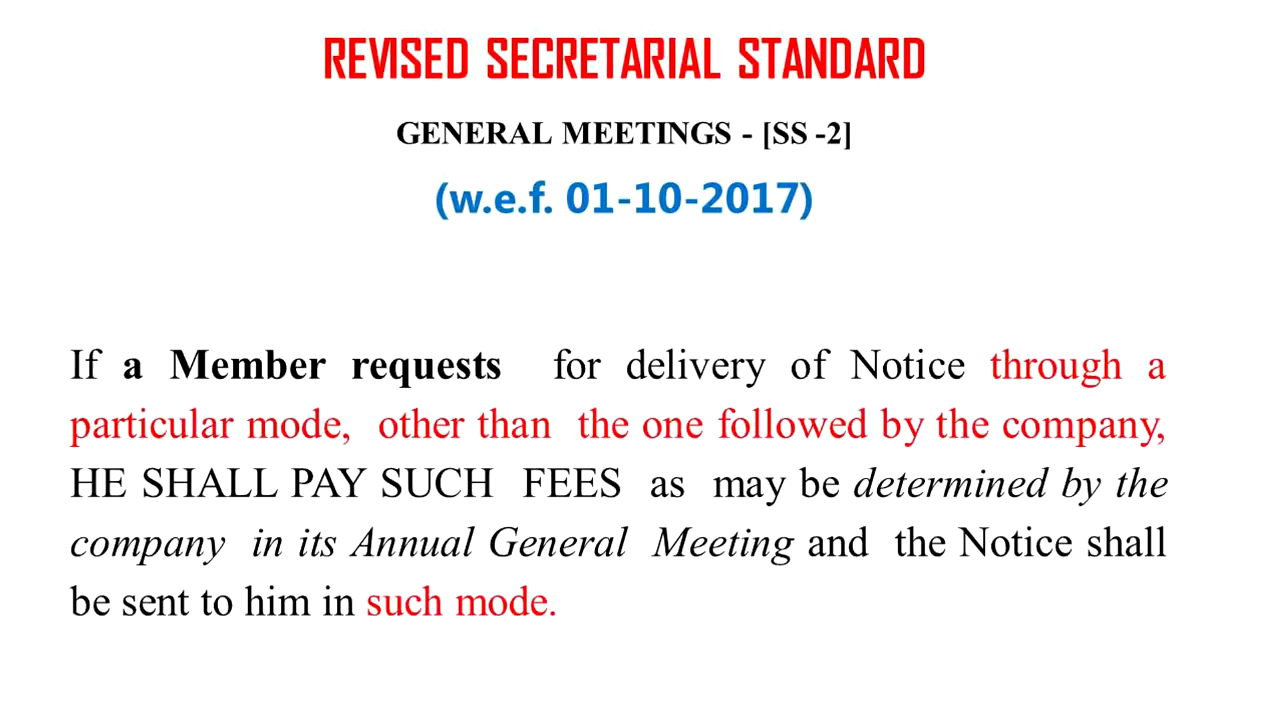 REVISED SECRETARIAL STANDARD
GENERAL MEETINGS - [SS -2]
(w.e.f. 01-10-2017)
If a Member requests for delivery of Notice through a
particular mode, other than the one followed by the company,
HE SHALL PAY SUCH FEES as may be determined by the
company in its Annual General Meeting and the Notice shall
be sent to him in such mode.